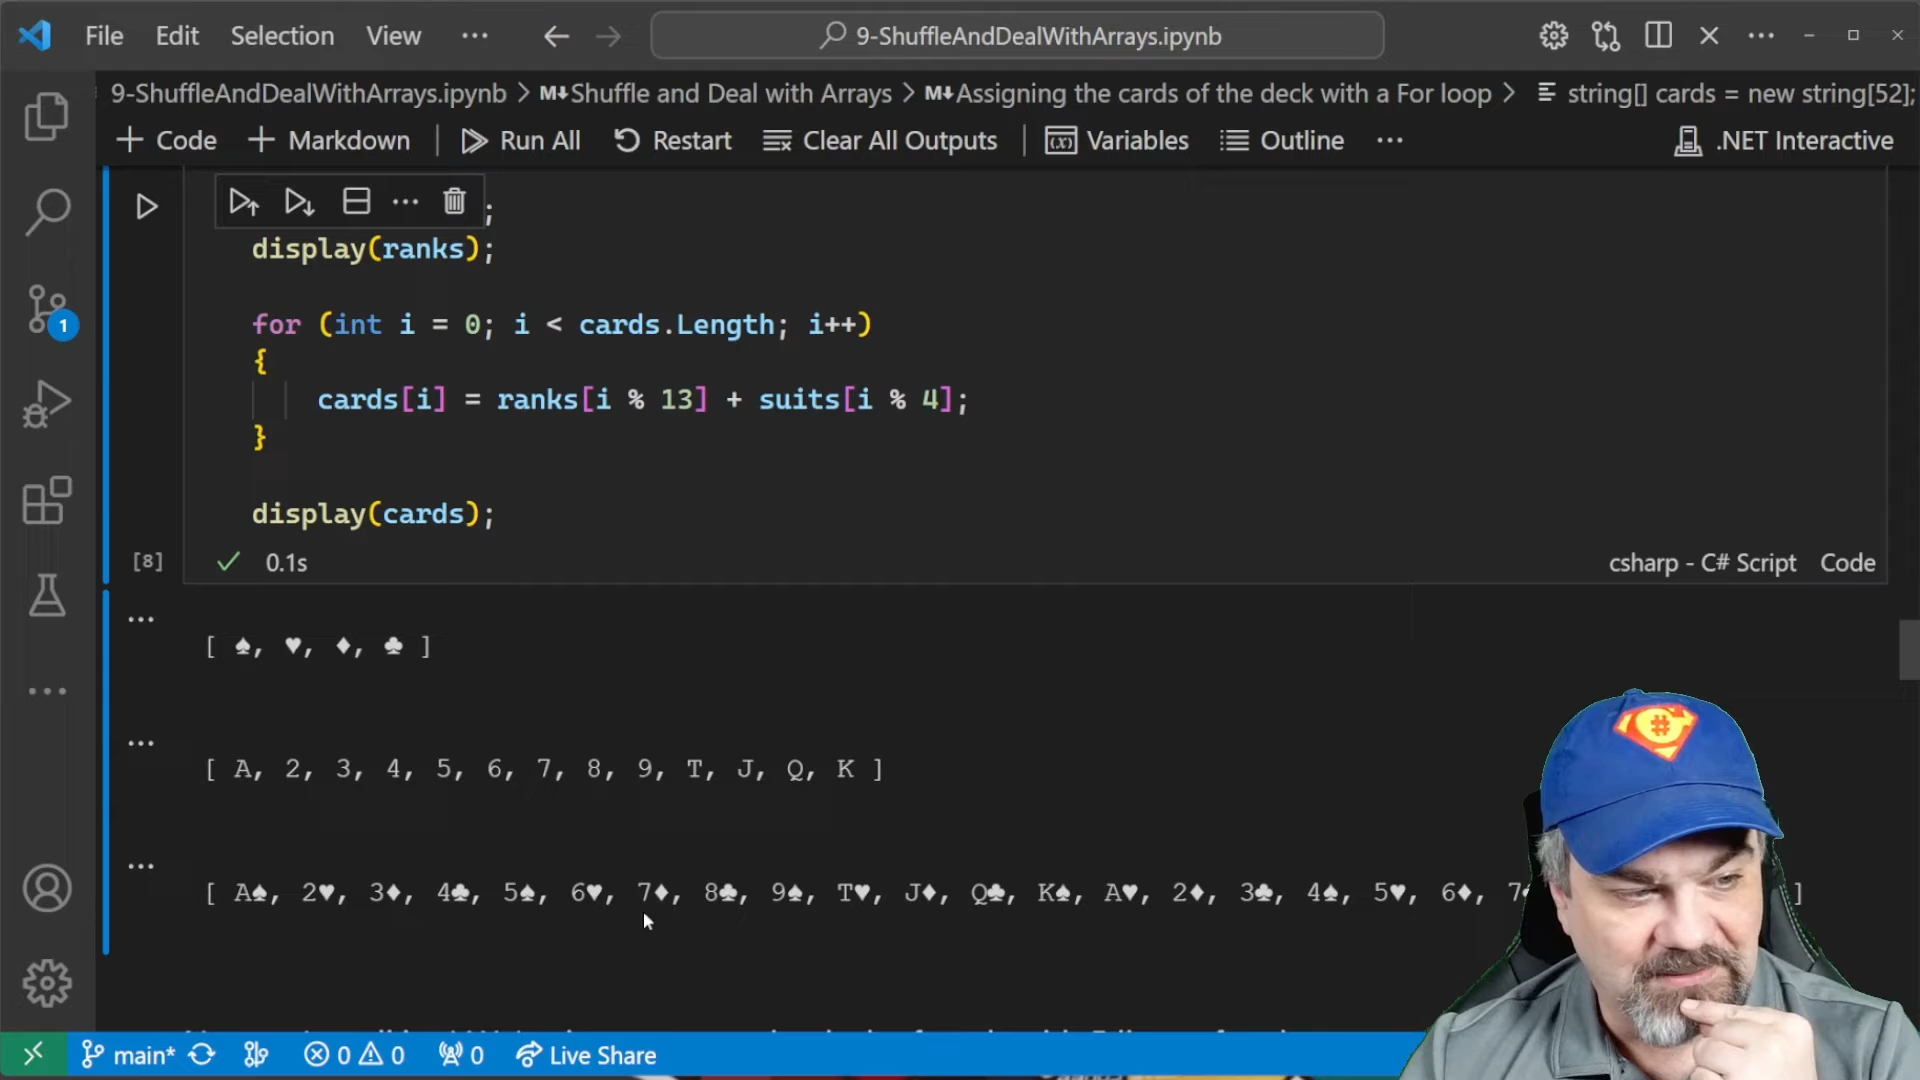 File Edit Selection View ··· 9-ShuffleAndDealWithArrays.ipynb
9-ShuffleAndDealWithArrays.ipynb > M↓Shuffle and Deal with Arrays > M↓Assigning the cards of the deck with a For loop > string[] cards = new string[52];
+ Code + Markdown | Run All Restart Clear All Outputs | Variables Outline ··· .NET Interactive
;
display(ranks);
for (int i = 0; i < cards.Length; i++)
{
cards[i] = ranks[i % 13] + suits[i % 4];
}
display(cards);
[8] ✓ 0.1s csharp - C# Script Code
[ ♠, ♥, ♦, ♣ ]
[ A, 2, 3, 4, 5, 6, 7, 8, 9, T, J, Q, K ]
[ A♠, 2♥, 3♦, 4♣, 5♠, 6♥, 7♦, 8♣, 9♠, T♥, J♦, Q♣, K♠, A♥, 2♦, 3♣, 4♠, 5♥, 6♦, 7 ]
1
#
main* 0 0 0 Live Share